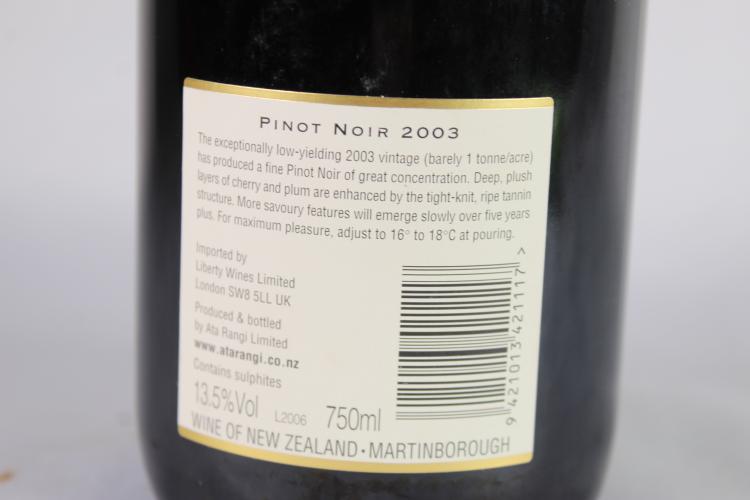 PINOT NOIR 2003
The exceptionally low-yielding 2003 vintage (barely 1 tonne/acre)
has produced a fine Pinot Noir of great concentration. Deep, plush
layers of cherry and plum are enhanced by the tight-knit, ripe tannin
structure. More savoury features will emerge slowly over five years
plus. For maximum pleasure, adjust to 16° to 18°C at pouring.
Imported by
Liberty Wines Limited
London SW8 5LL UK
Produced & bottled
by Ata Rangi Limited
www.atarangi.co.nz
Contains sulphites
13.5%Vol L2006 750ml
9 421013 421117 >
WINE OF NEW ZEALAND • MARTINBOROUGH